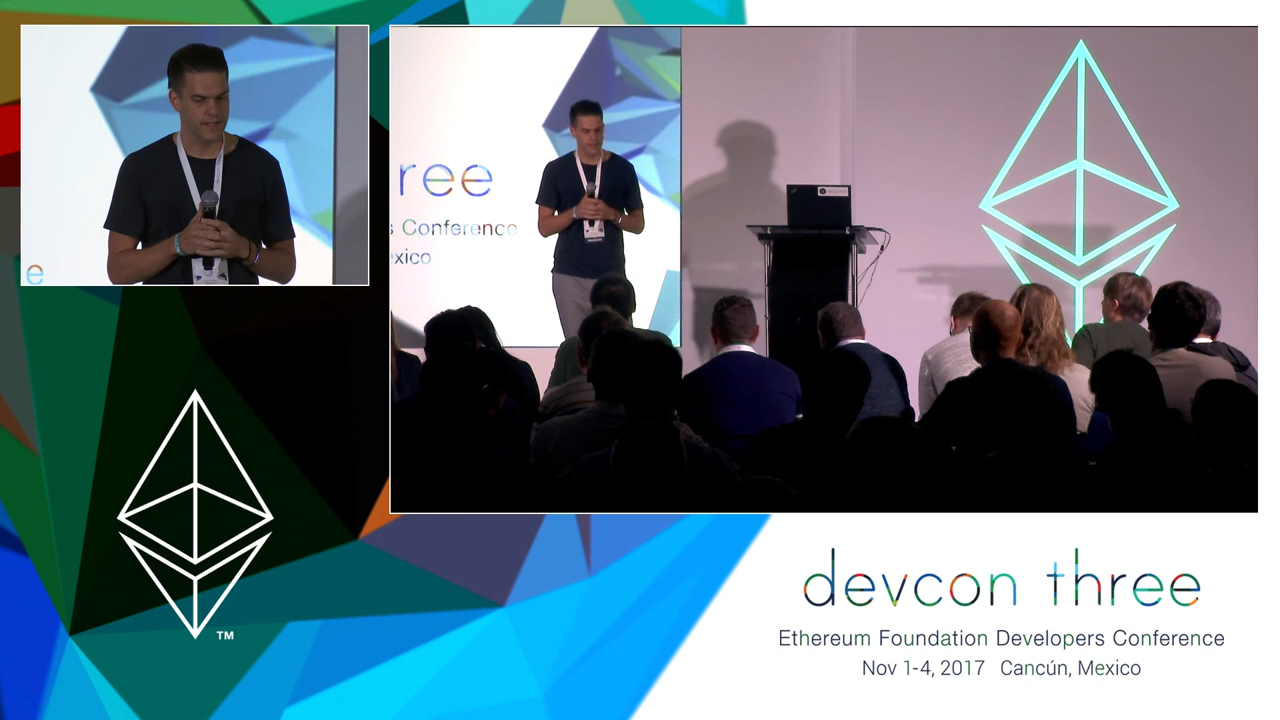 e
ree
s Conference
exico
TM
devcon three
Ethereum Foundation Developers Conference
Nov 1-4, 2017 Cancún, Mexico